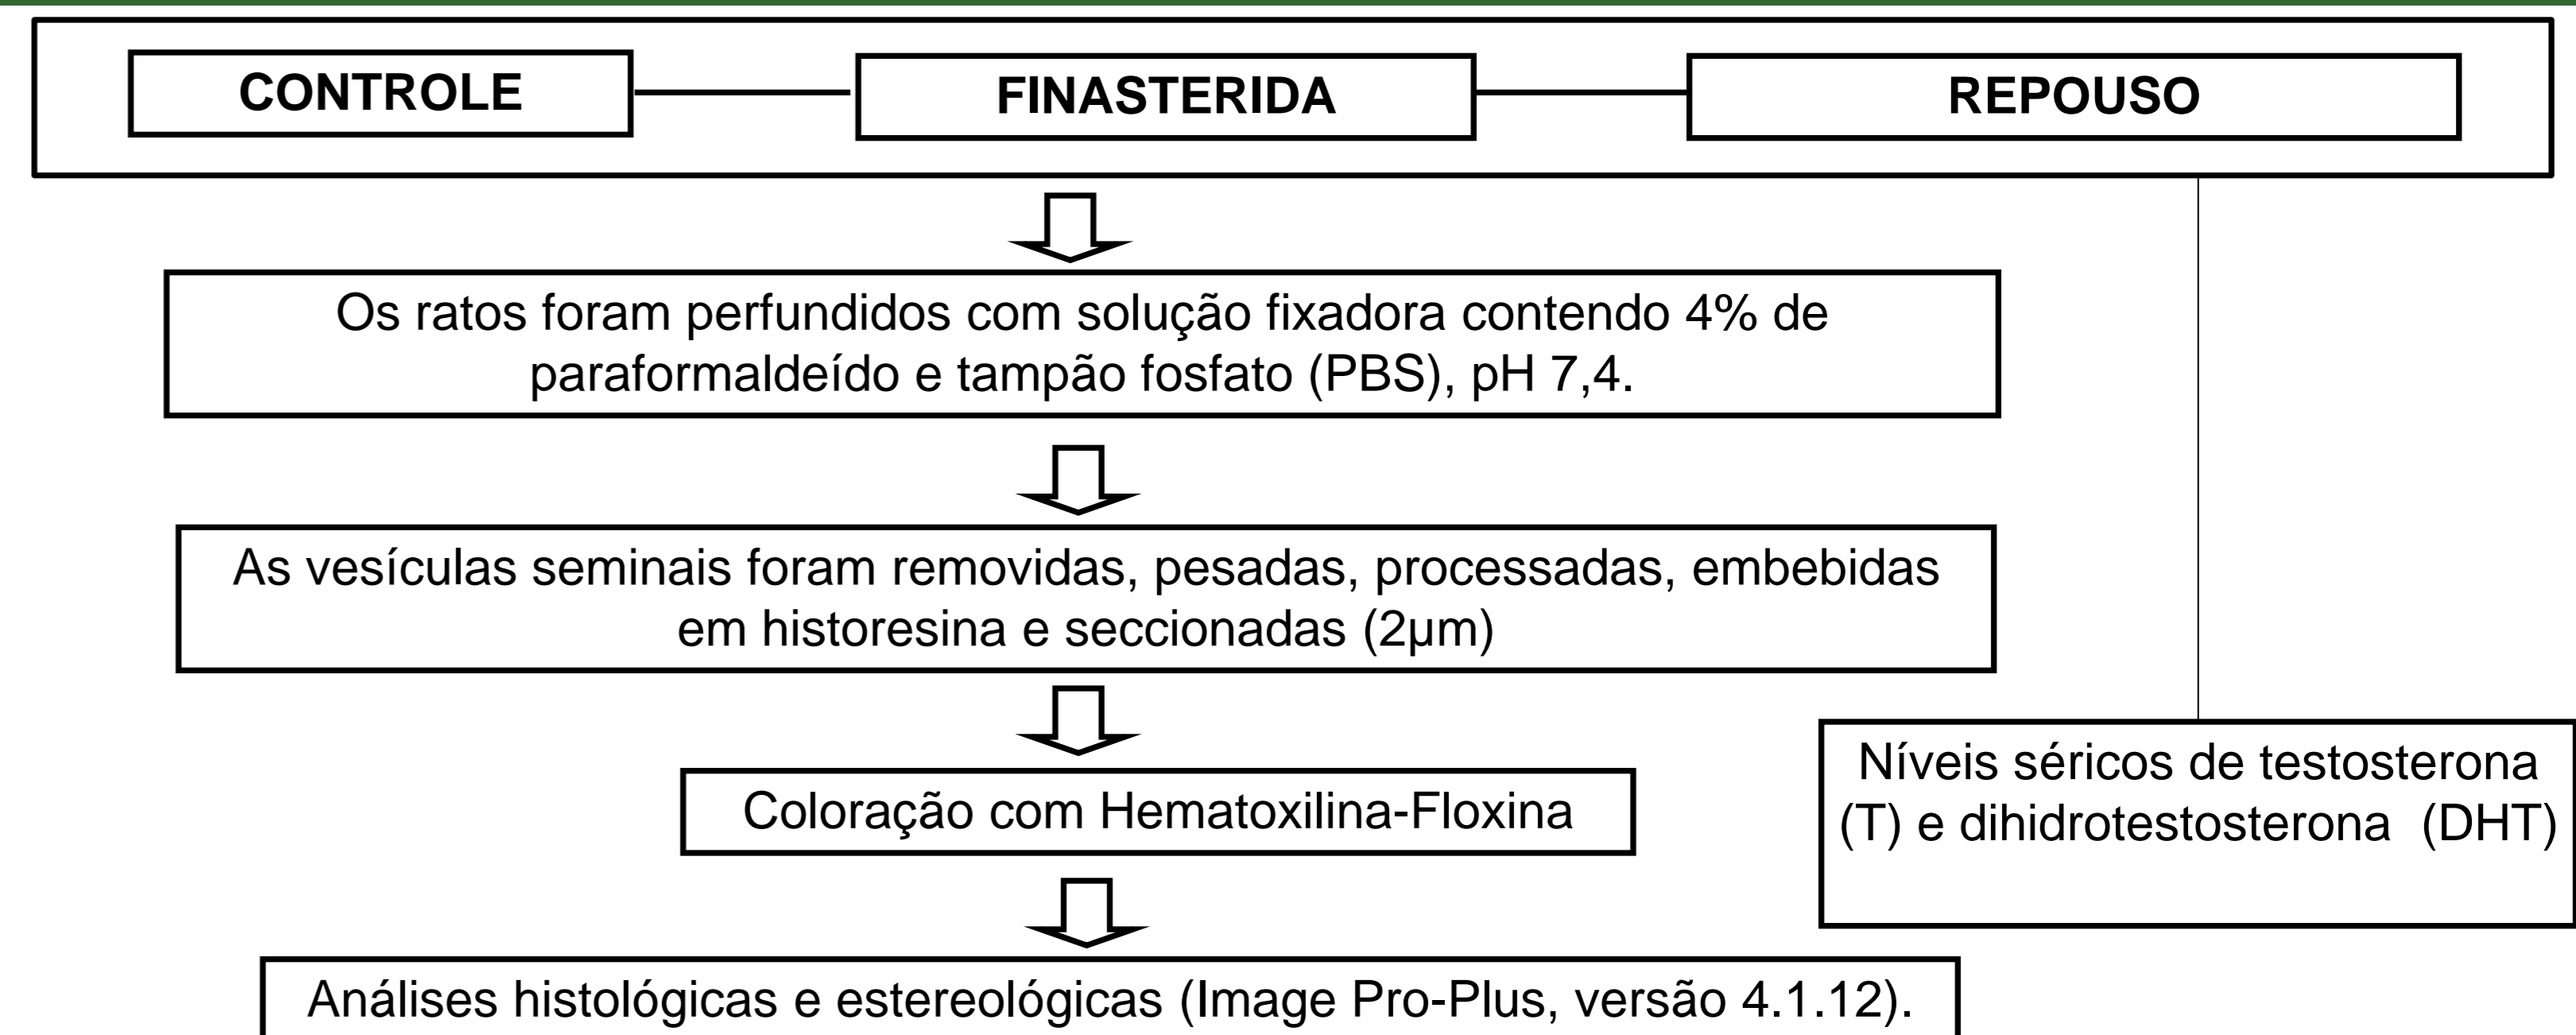 CONTROLE
FINASTERIDA
REPOUSO
Os ratos foram perfundidos com solução fixadora contendo 4% de
paraformaldeído e tampão fosfato (PBS), pH 7,4.
As vesículas seminais foram removidas, pesadas, processadas, embebidas
em historesina e seccionadas (2µm)
Coloração com Hematoxilina-Floxina
Níveis séricos de testosterona
(T) e dihidrotestosterona (DHT)
Análises histológicas e estereológicas (Image Pro-Plus, versão 4.1.12).